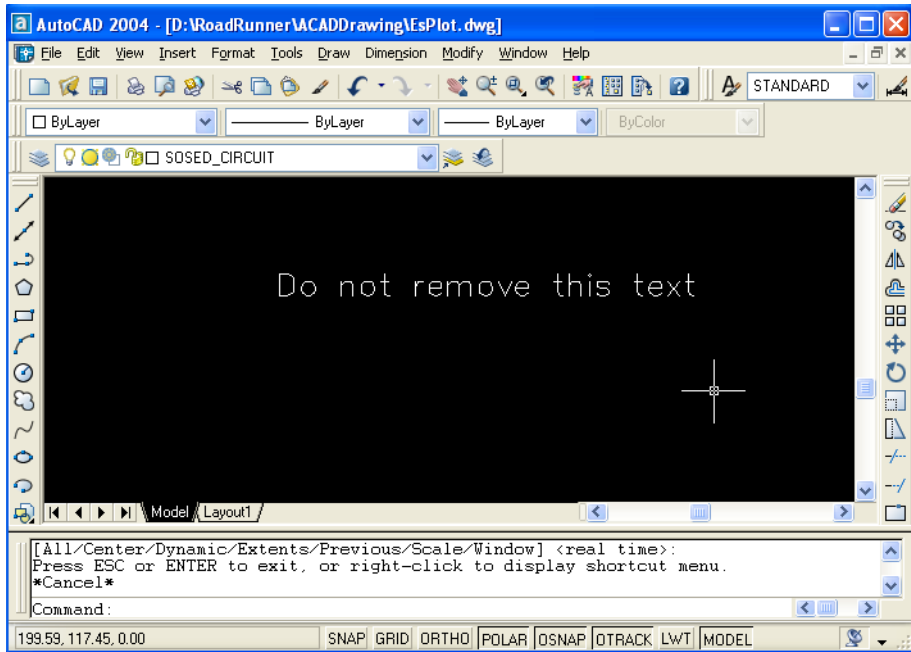 AutoCAD 2004 - [D:\RoadRunner\ACADDrawing\EsPlot.dwg]
File Edit View Insert Format Tools Draw Dimension Modify Window Help
STANDARD
ByLayer ByLayer ByLayer ByColor
SOSED_CIRCUIT
Do not remove this text
Model Layout1
[All/Center/Dynamic/Extents/Previous/Scale/Window] <real time>:
Press ESC or ENTER to exit, or right-click to display shortcut menu.
*Cancel*
Command:
199.59, 117.45, 0.00 SNAP GRID ORTHO POLAR OSNAP OTRACK LWT MODEL